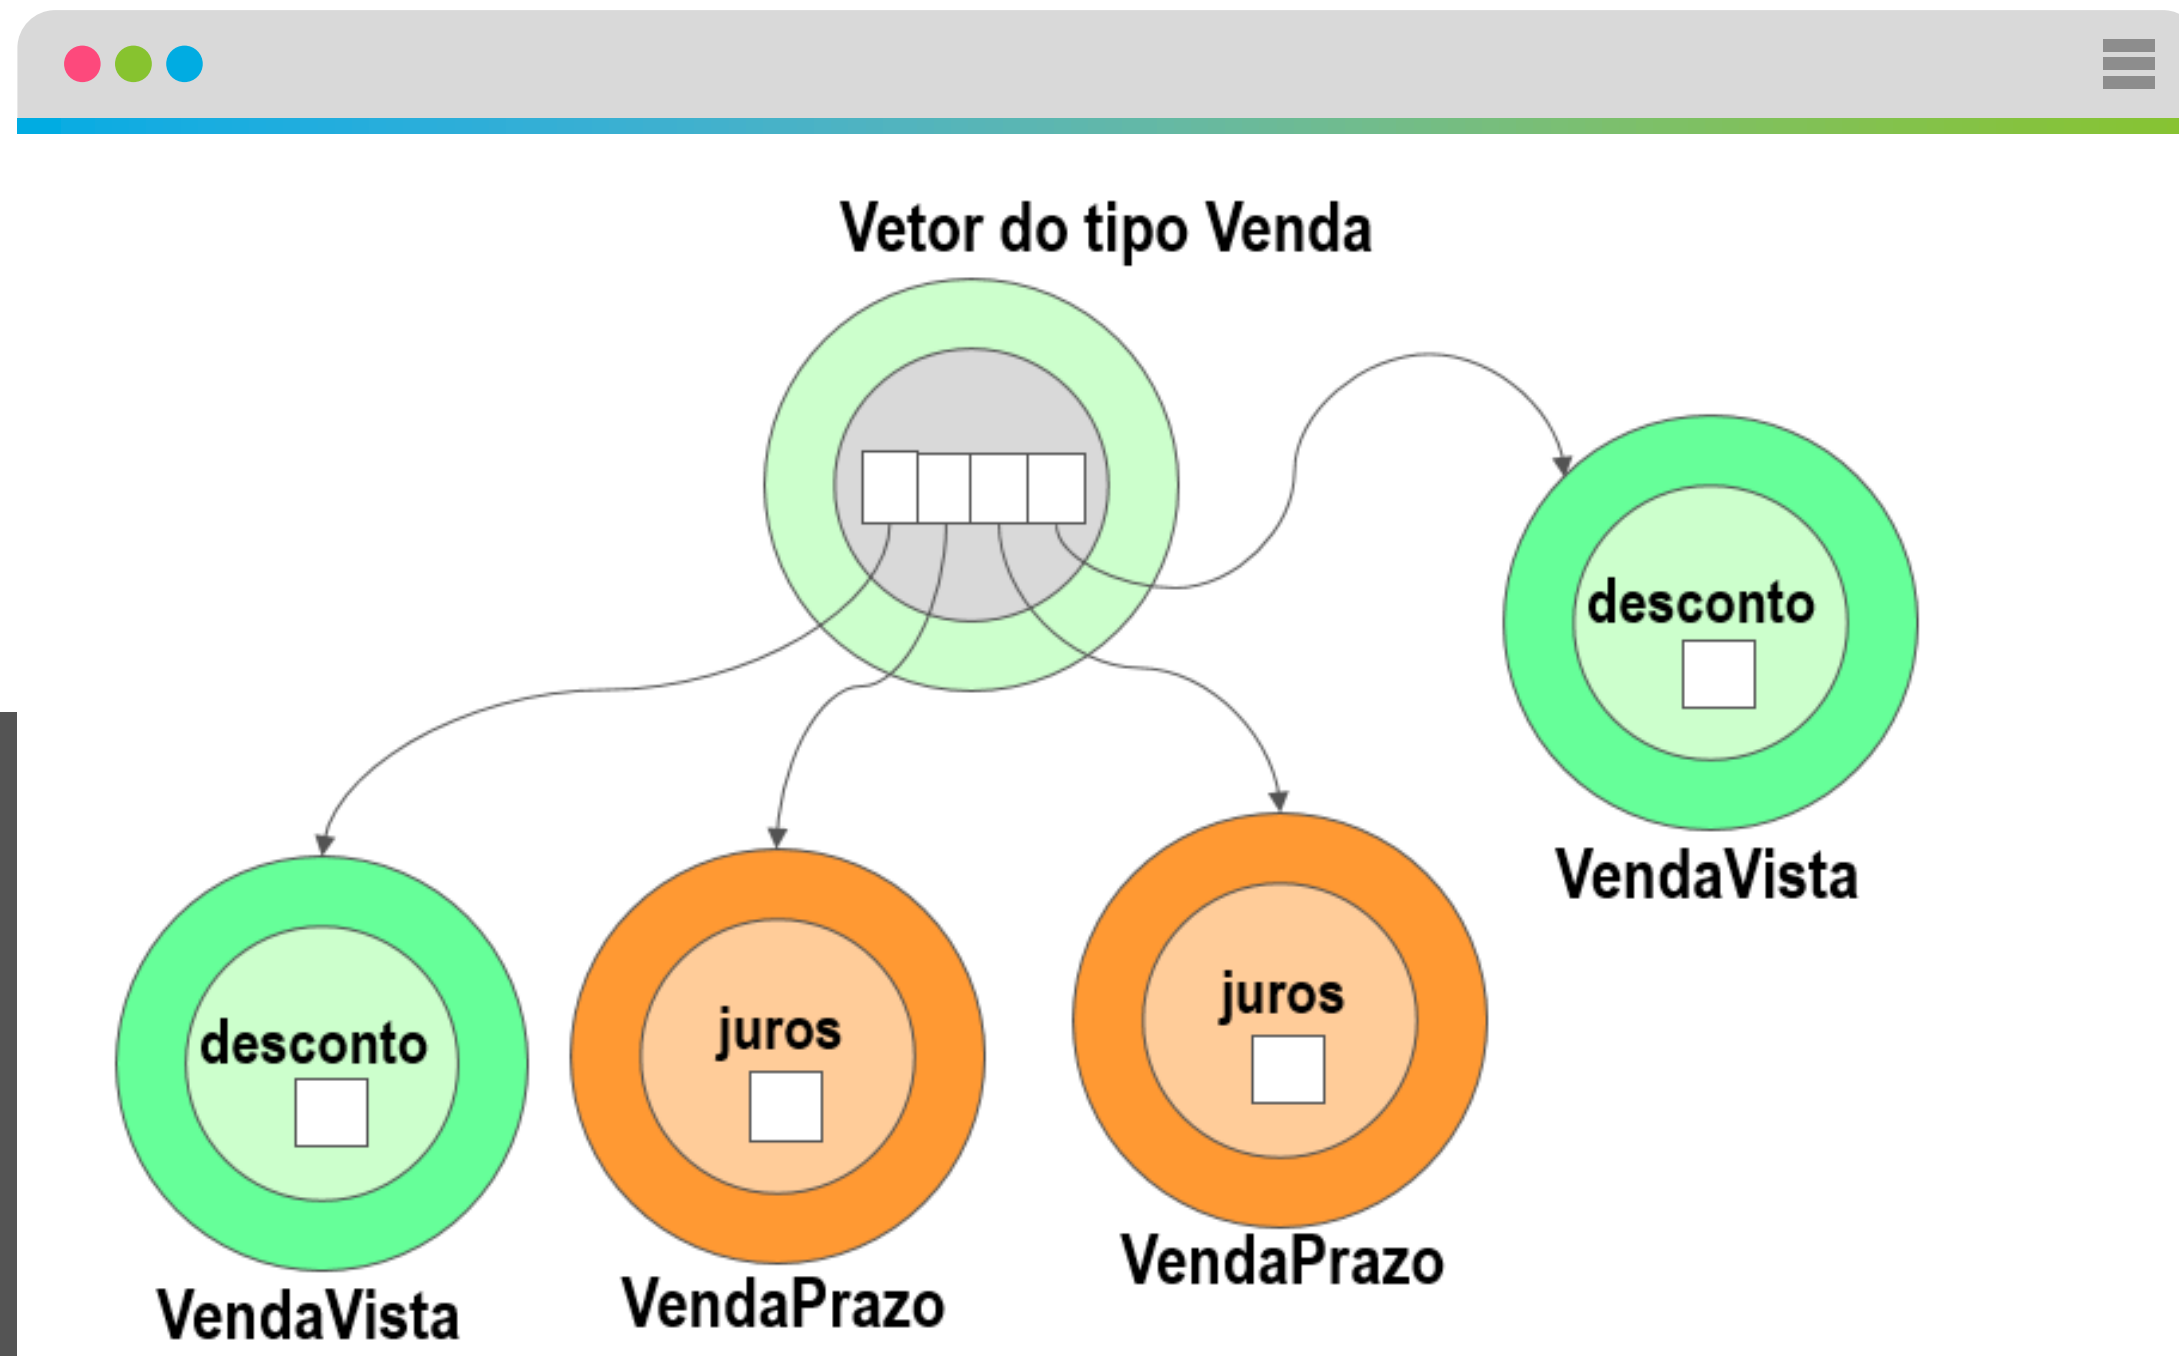 Vetor do tipo Venda
desconto
VendaVista
juros
VendaPrazo
juros
VendaPrazo
desconto
VendaVista